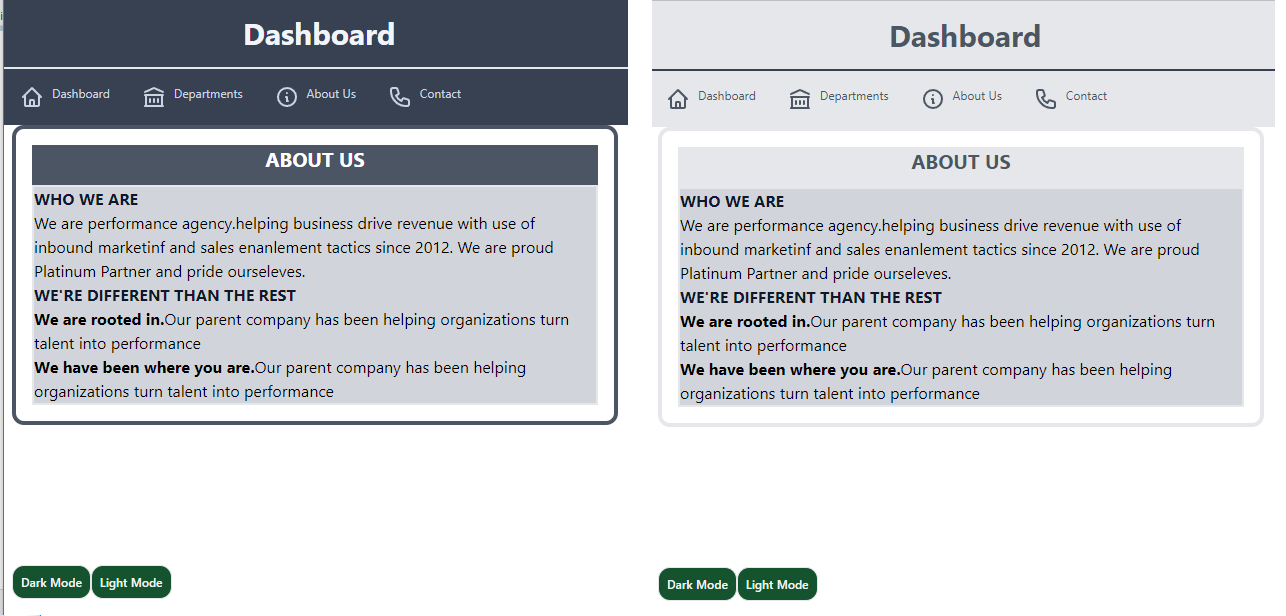 Dashboard
Dashboard Departments About Us Contact
ABOUT US
WHO WE ARE
We are performance agency.helping business drive revenue with use of
inbound marketinf and sales enanlement tactics since 2012. We are proud
Platinum Partner and pride ourseleves.
WE'RE DIFFERENT THAN THE REST
We are rooted in.Our parent company has been helping organizations turn
talent into performance
We have been where you are.Our parent company has been helping
organizations turn talent into performance
Dark Mode Light Mode
Dashboard
Dashboard Departments About Us Contact
ABOUT US
WHO WE ARE
We are performance agency.helping business drive revenue with use of
inbound marketinf and sales enanlement tactics since 2012. We are proud
Platinum Partner and pride ourseleves.
WE'RE DIFFERENT THAN THE REST
We are rooted in.Our parent company has been helping organizations turn
talent into performance
We have been where you are.Our parent company has been helping
organizations turn talent into performance
Dark Mode Light Mode